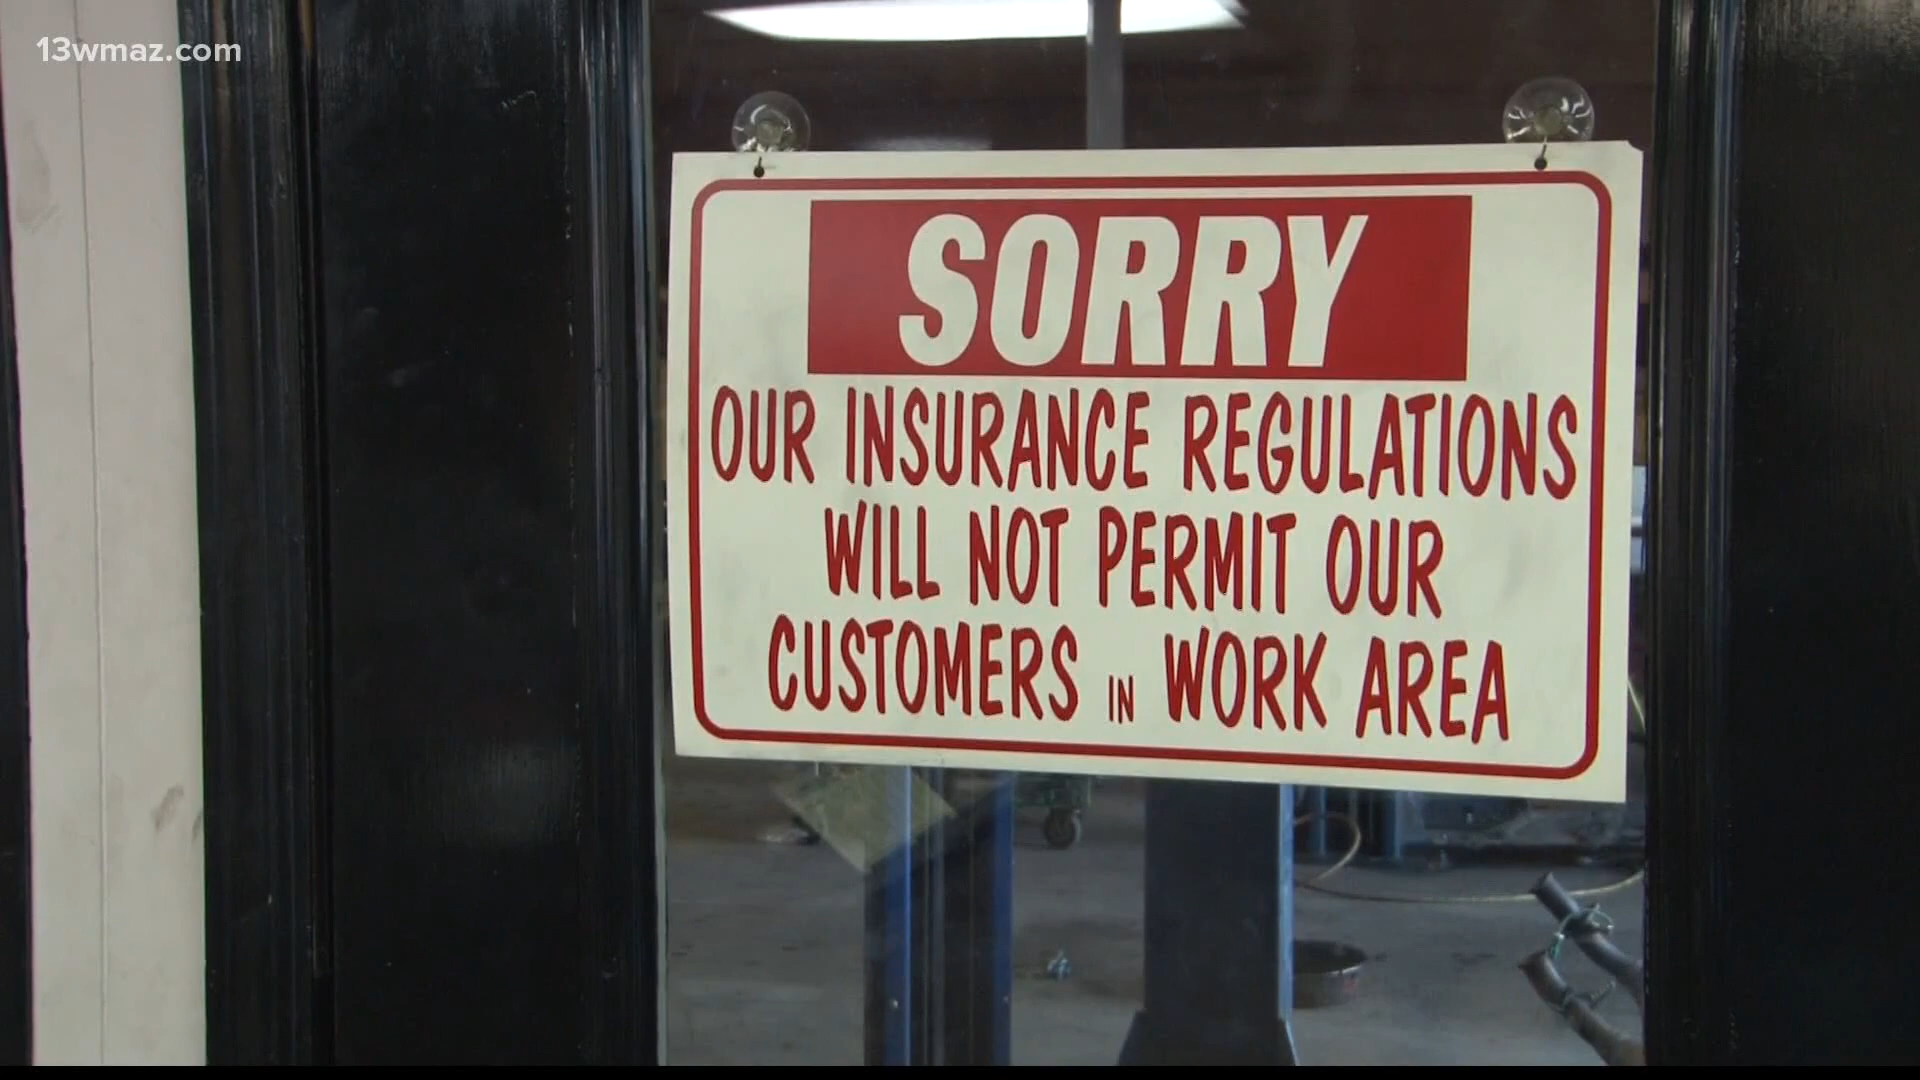 13wmaz.com
SORRY
OUR INSURANCE REGULATIONS
WILL NOT PERMIT OUR
CUSTOMERS IN WORK AREA